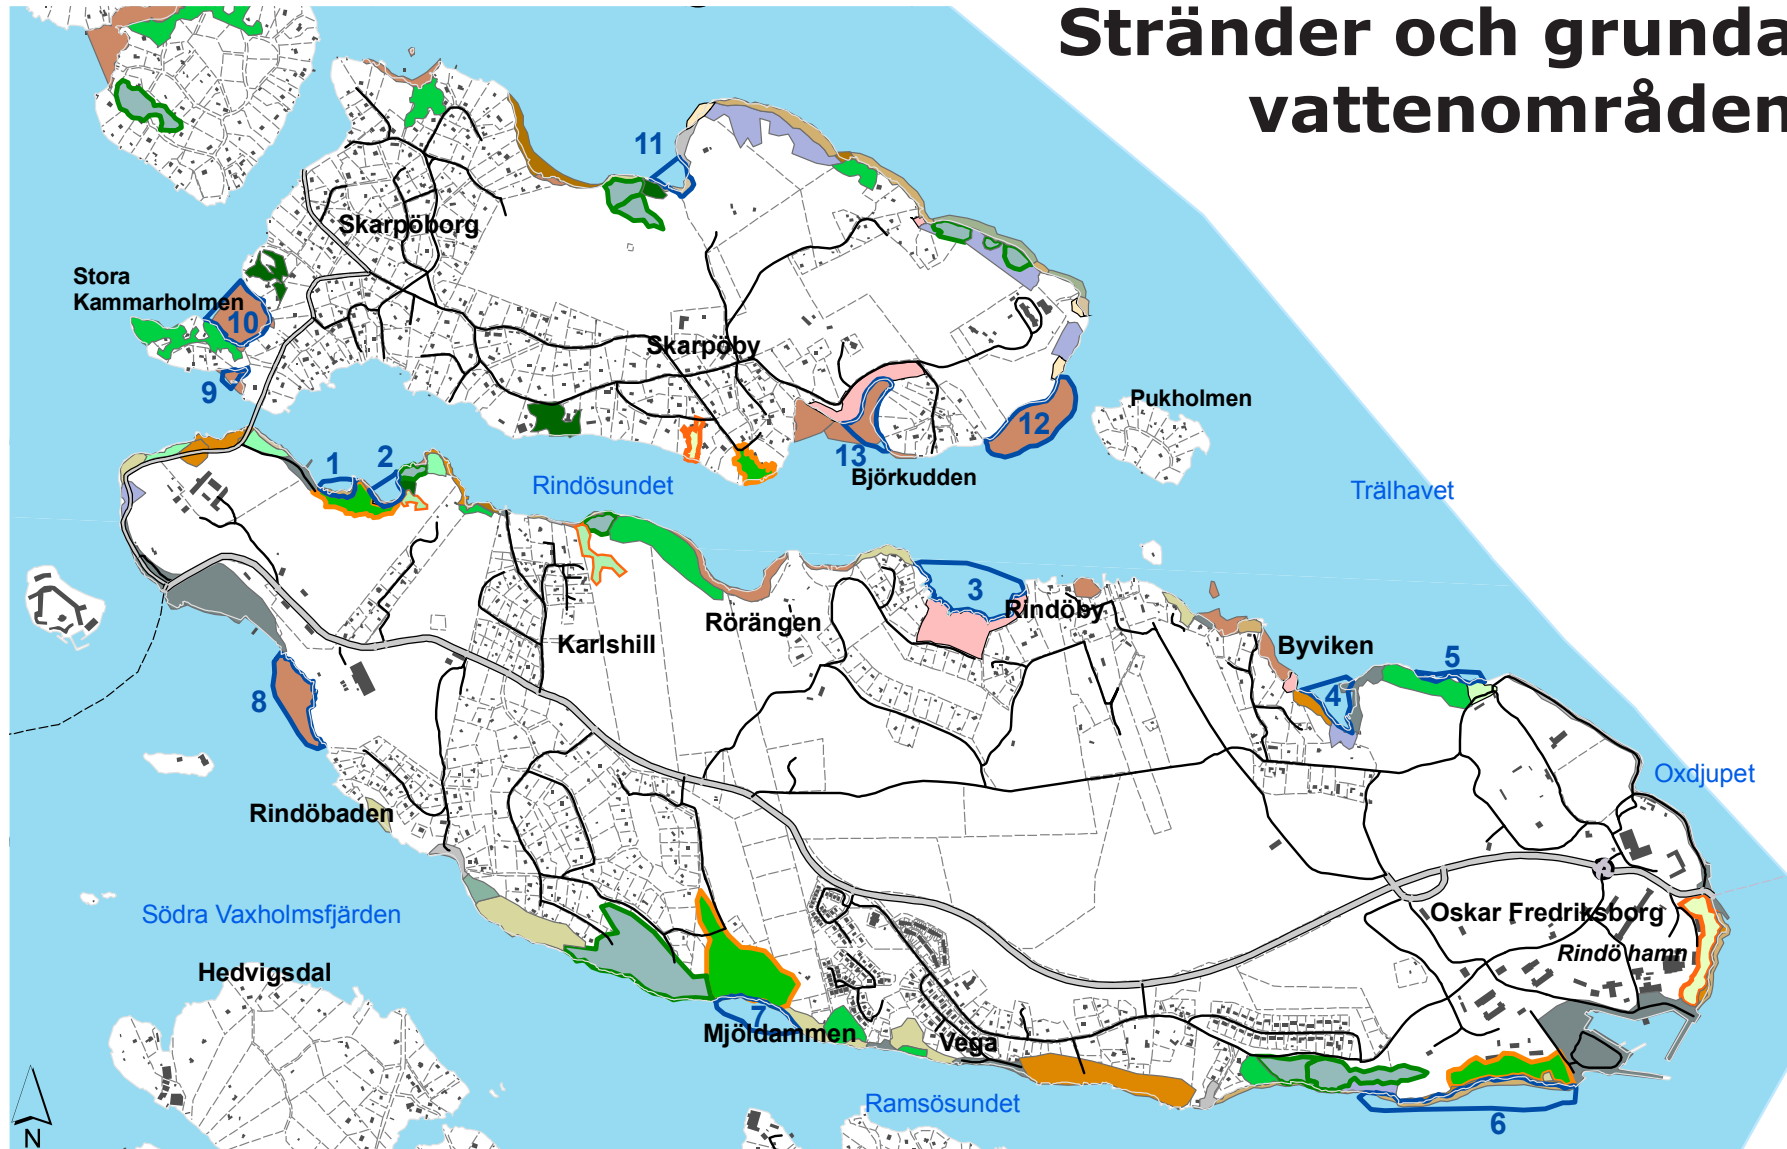 Stränder och grunda
vattenområden
11
Skarpöborg
Stora
Kammarholmen
10
9
Skarpöby
Pukholmen
12
13
Björkudden
1
2
Rindösundet
Trälhavet
3
Rindöby
Rörängen
Karlshill
Byviken
5
4
8
Oxdjupet
Rindöbaden
Södra Vaxholmsfjärden
Oskar Fredriksborg
Rindö hamn
Hedvigsdal
7
Mjöldammen
Vega
Ramsösundet
6
N